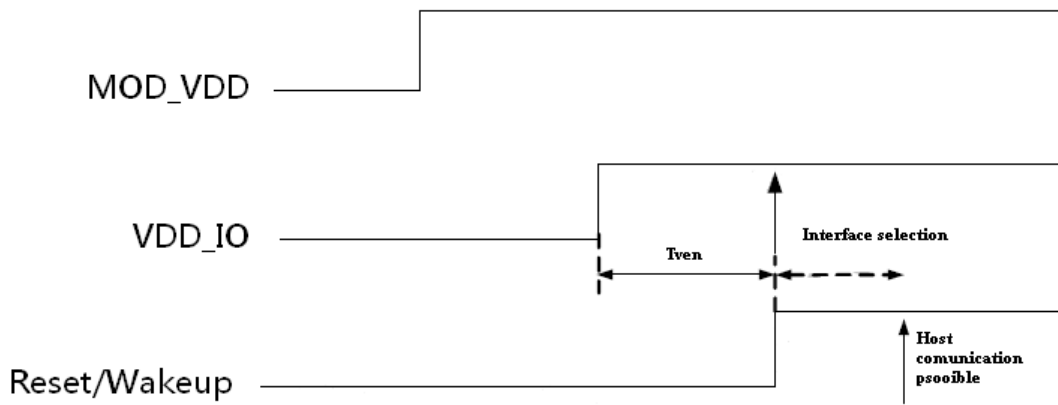 MOD_VDD
VDD_IO
Interface selection
Tven
Host
comunication
psooible
Reset/Wakeup